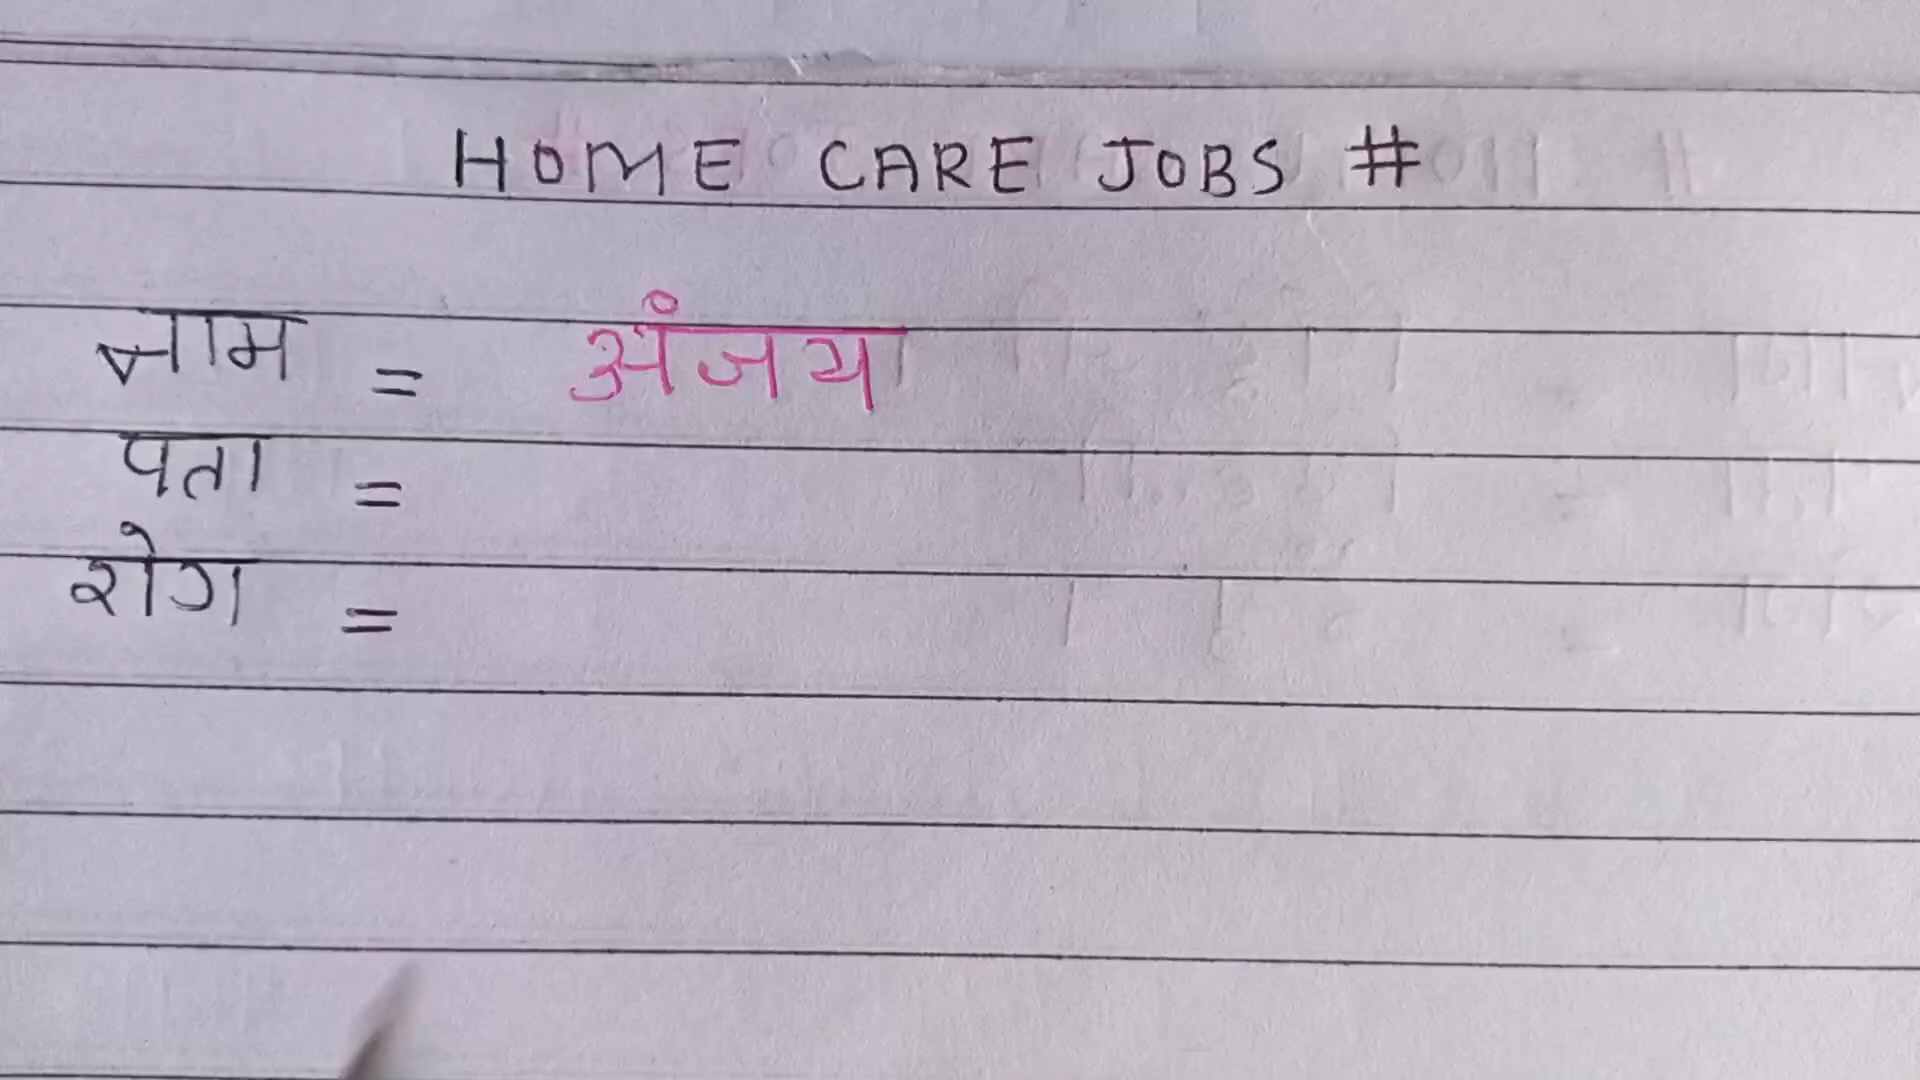 HOME CARE JOBS #
नाम = अंजय
पता =
रोग =